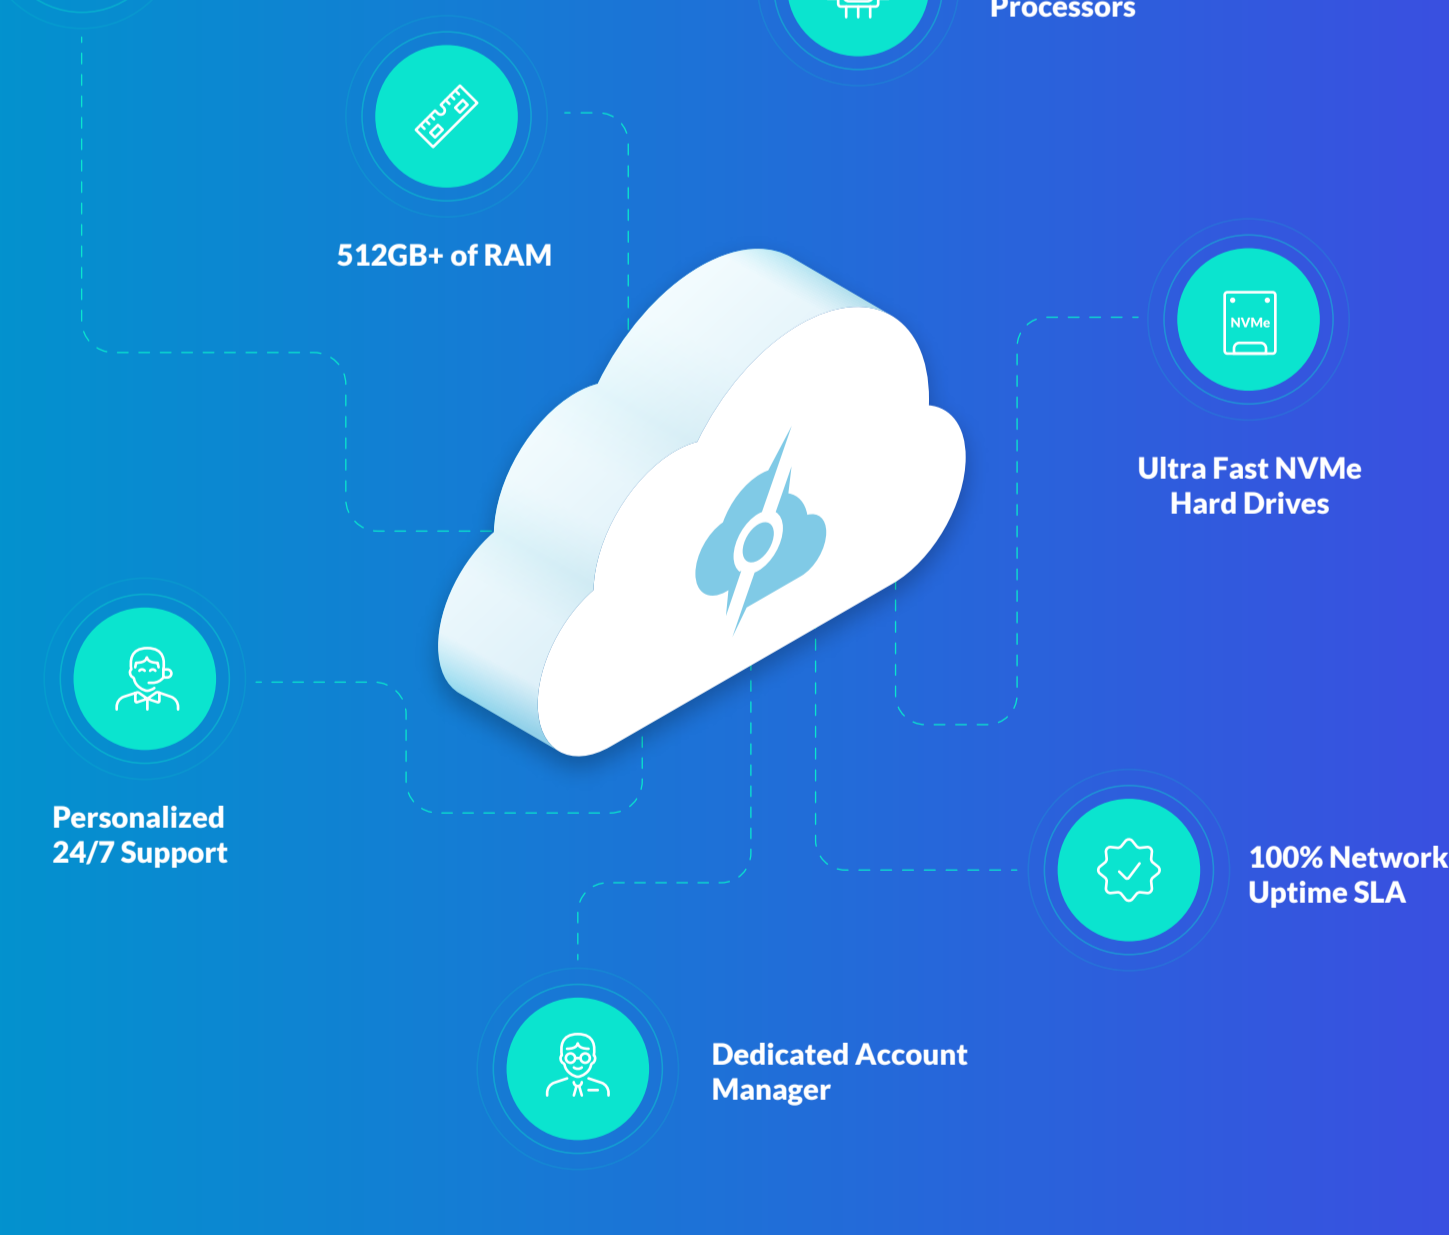 Processors
512GB+ of RAM
NVMe
Ultra Fast NVMe
Hard Drives
Personalized
24/7 Support
100% Network
Uptime SLA
Dedicated Account
Manager